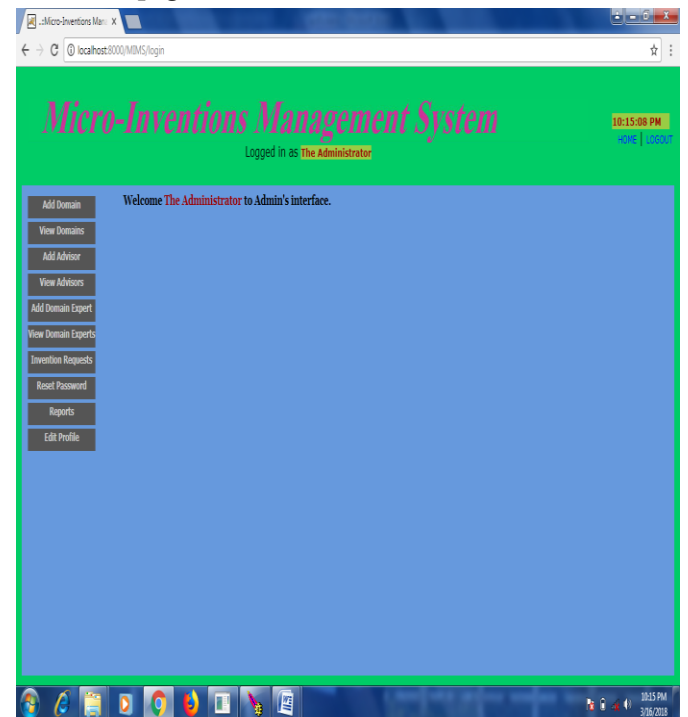 ..:Micro-Inventions Man
localhost:8000/MIMS/login
Micro-Inventions Management System
Logged in as The Administrator
10:15:08 PM
HOME | LOGOUT
Add Domain
Welcome The Administrator to Admin's interface.
View Domains
Add Advisor
View Advisors
Add Domain Expert
View Domain Experts
Invention Requests
Reset Password
Reports
Edit Profile
10:15 PM
3/16/2018